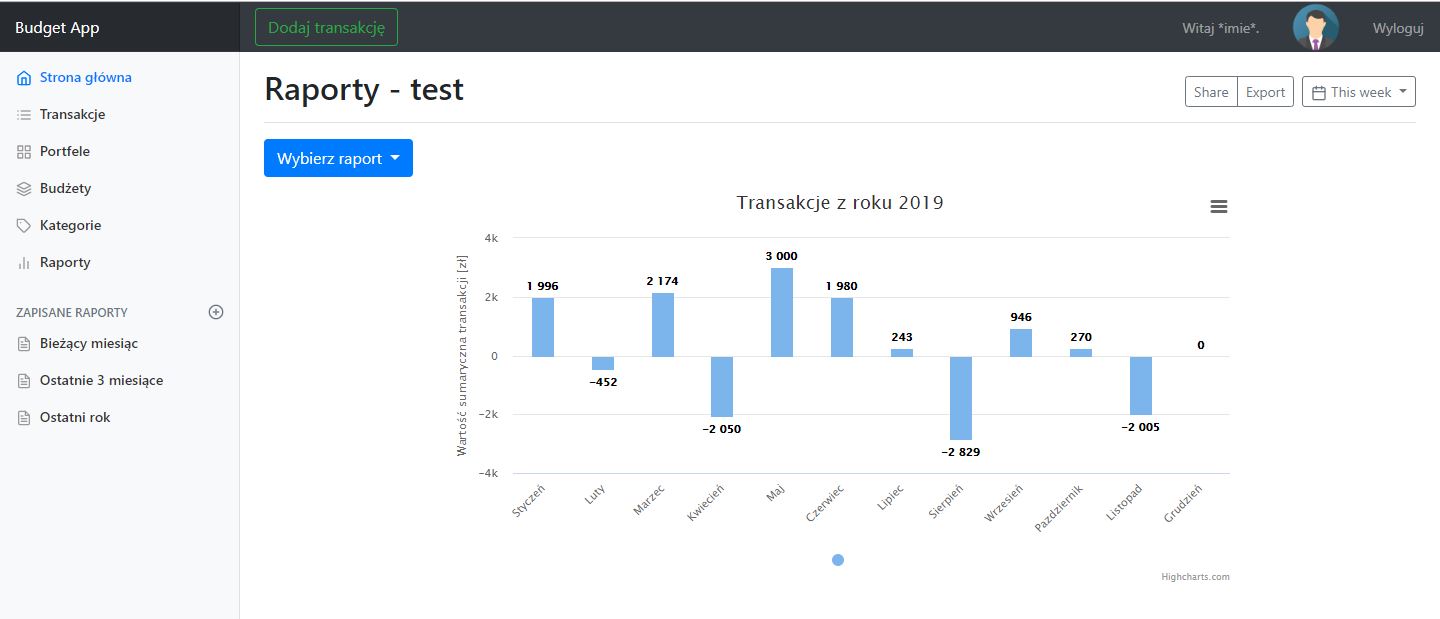 Budget App
Dodaj transakcję
Witaj *imie*.
Wyloguj
Strona główna
Transakcje
Portfele
Budżety
Kategorie
Raporty
ZAPISANE RAPORTY
Bieżący miesiąc
Ostatnie 3 miesiące
Ostatni rok
Raporty - test
Share
Export
This week
Wybierz raport
Transakcje z roku 2019
Wartość sumaryczna transakcji [zł]
4k
2k
0
−2k
−4k
1 996
−452
2 174
−2 050
3 000
1 980
243
−2 829
946
270
−2 005
0
Styczeń
Luty
Marzec
Kwiecień
Maj
Czerwiec
Lipiec
Sierpień
Wrzesień
Pazdziernik
Listopad
Grudzień
Highcharts.com